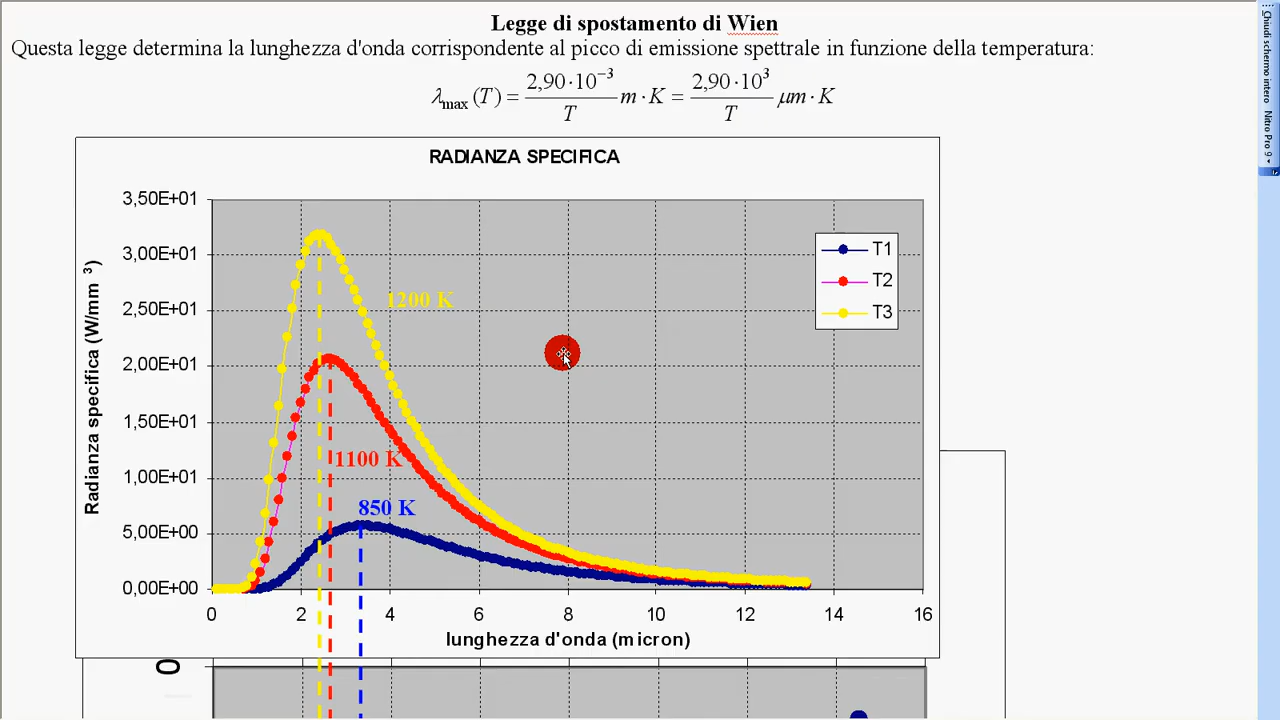 Legge di spostamento di Wien
Questa legge determina la lunghezza d'onda corrispondente al picco di emissione spettrale in funzione della temperatura:
λmax (T) = 2,90·10⁻³ / T m·K = 2,90·10³ / T μm·K
RADIANZA SPECIFICA
3,50E+01
3,00E+01
2,50E+01
2,00E+01
1,50E+01
1,00E+01
5,00E+00
0,00E+00
Radianza specifica (W/mm ³)
1200 K
1100 K
850 K
T1
T2
T3
0 2 4 6 8 10 12 14 16
lunghezza d'onda (micron)
0
Chiudi schermo intero
Nitro Pro 9